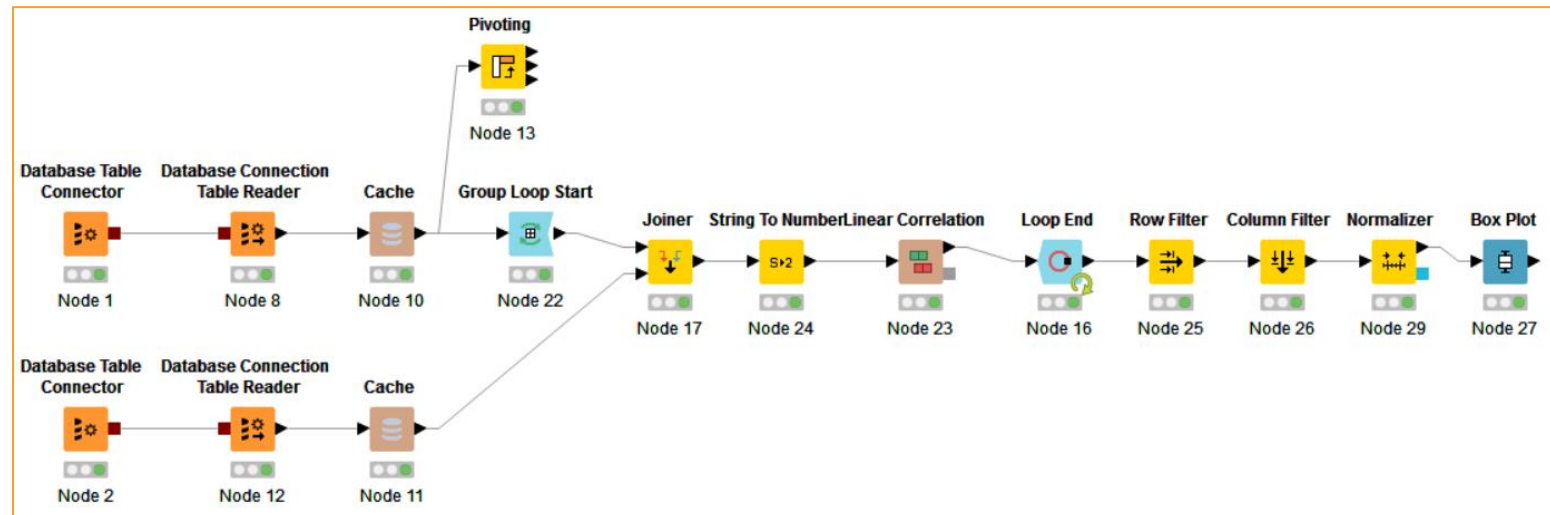 Pivoting
Node 13
Database Table
Connector
Node 1
Database Connection
Table Reader
Node 8
Cache
Node 10
Group Loop Start
Node 22
Joiner
Node 17
String To Number
S▸2
Node 24
Linear Correlation
Node 23
Loop End
Node 16
Row Filter
Node 25
Column Filter
Node 26
Normalizer
Node 29
Box Plot
Node 27
Database Table
Connector
Node 2
Database Connection
Table Reader
Node 12
Cache
Node 11